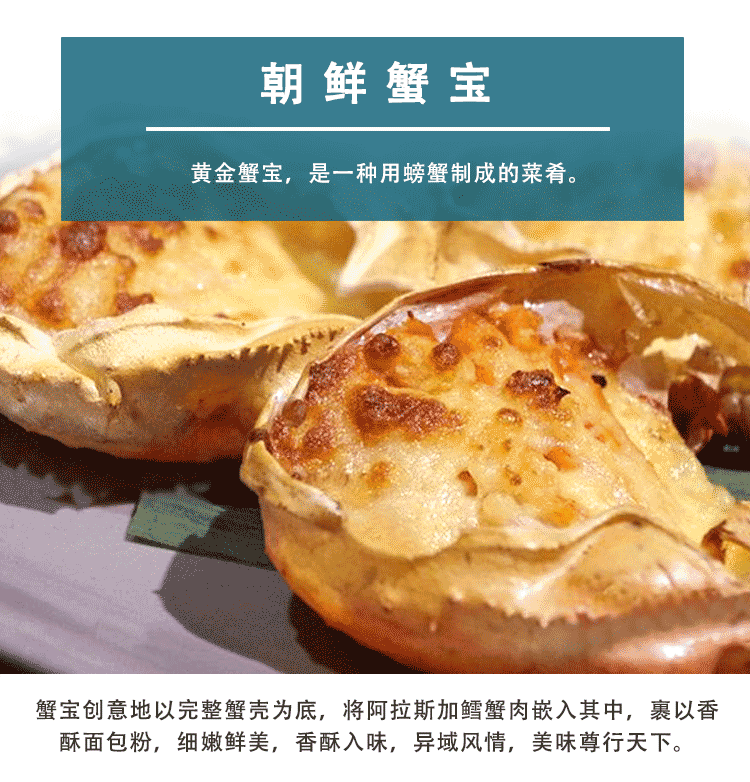 朝鲜蟹宝
黄金蟹宝，是一种用螃蟹制成的菜肴。
蟹宝创意地以完整蟹壳为底，将阿拉斯加鳕蟹肉嵌入其中，裹以香
酥面包粉，细嫩鲜美，香酥入味，异域风情，美味尊行天下。